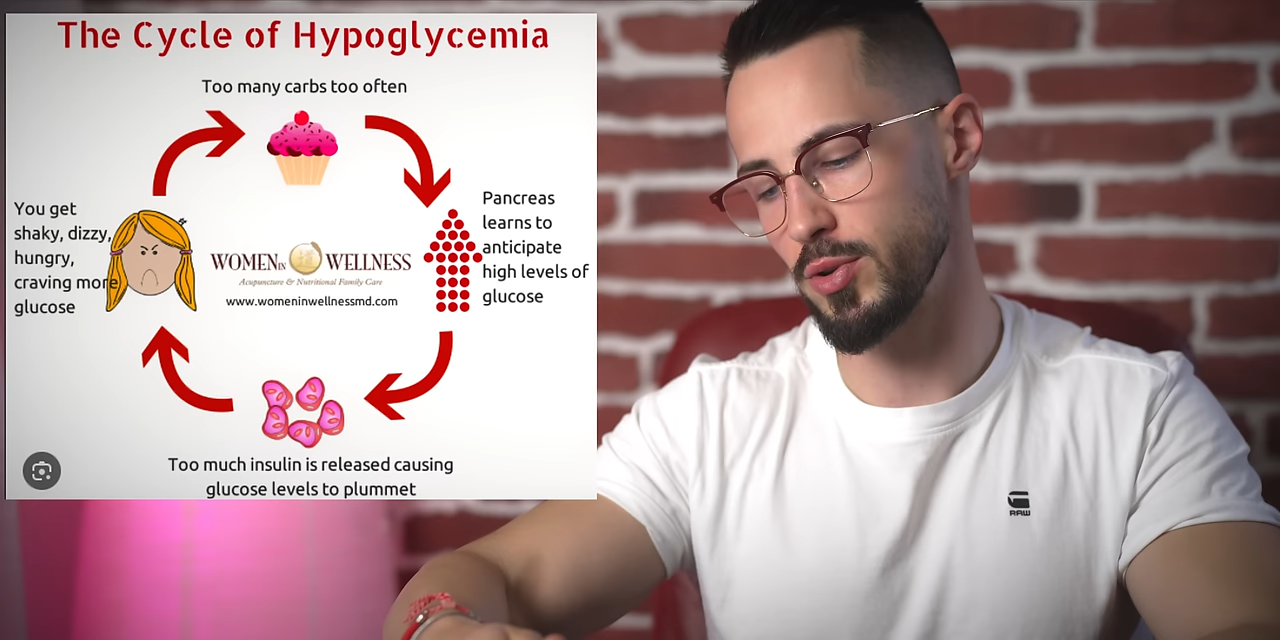 The Cycle of Hypoglycemia
Too many carbs too often
Pancreas
learns to
anticipate
high levels of
glucose
Too much insulin is released causing
glucose levels to plummet
You get
shaky, dizzy,
hungry,
craving more
glucose
WOMEN IN WELLNESS
Acupuncture & Nutritional Family Care
www.womeninwellnessmd.com
RAW